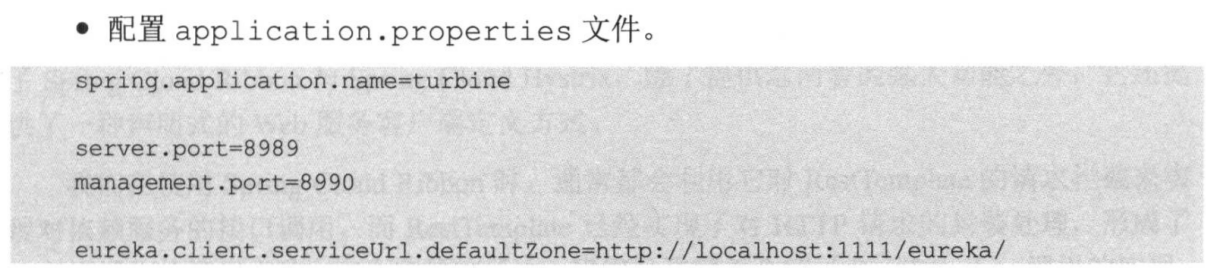 ● 配置 application.properties 文件。
spring.application.name=turbine
server.port=8989
management.port=8990
eureka.client.serviceUrl.defaultZone=http://localhost:1111/eureka/